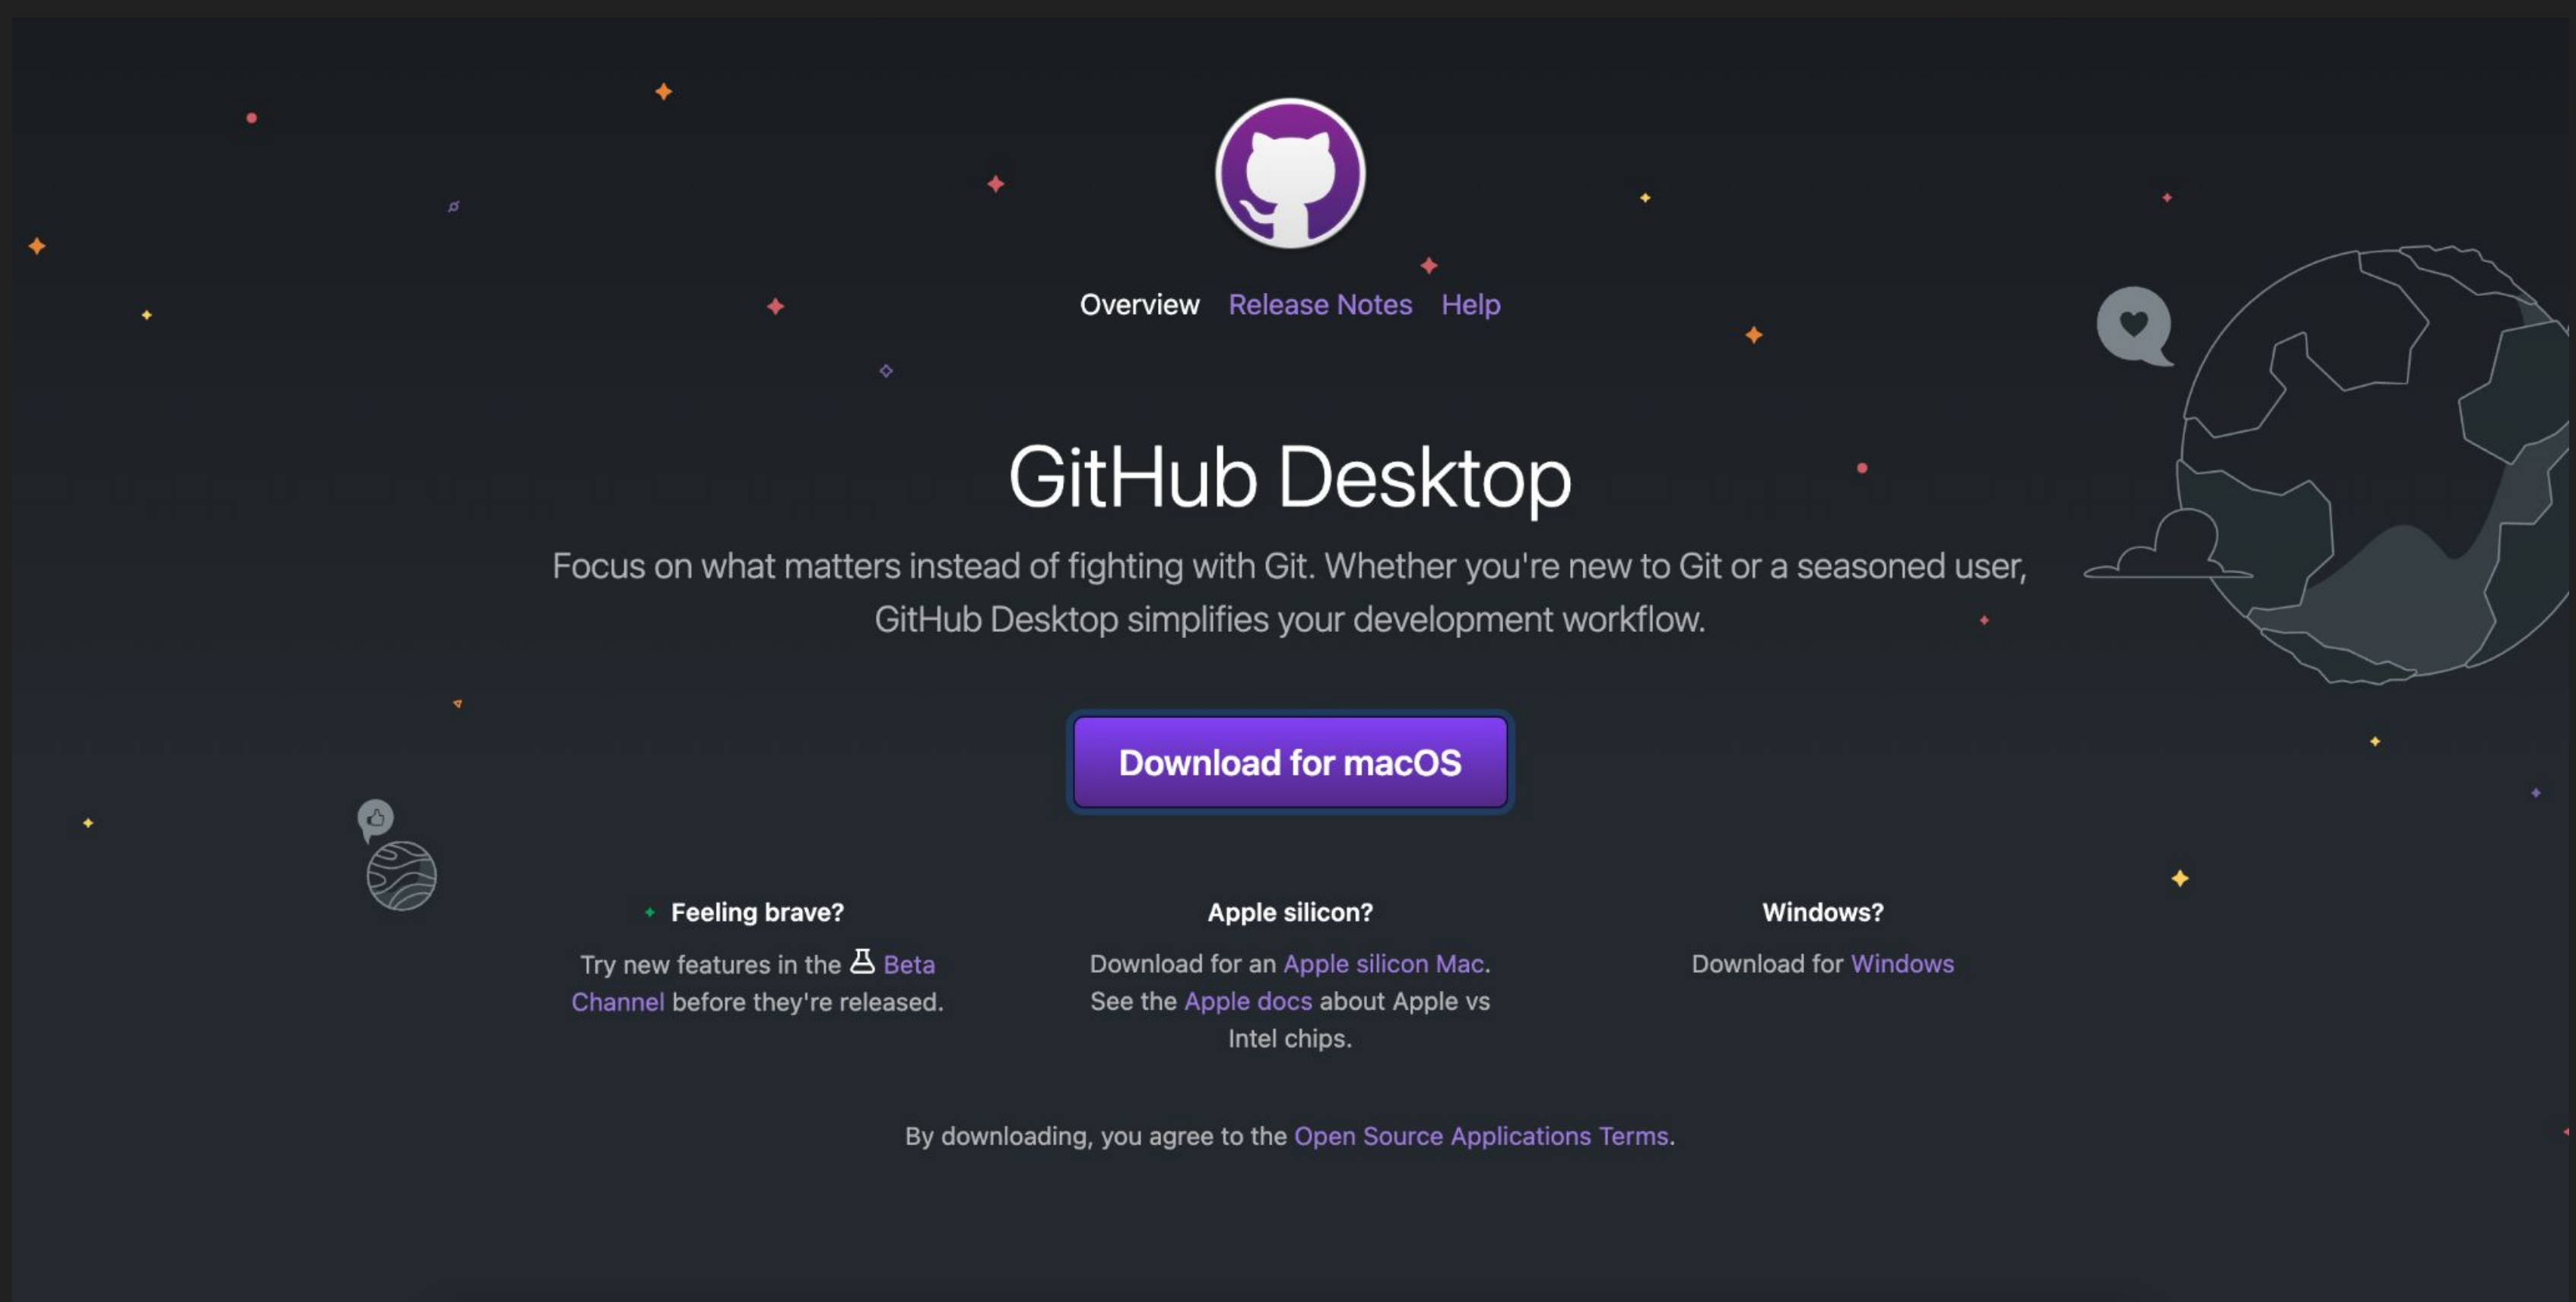 Overview Release Notes Help
GitHub Desktop
Focus on what matters instead of fighting with Git. Whether you're new to Git or a seasoned user,
GitHub Desktop simplifies your development workflow.
Download for macOS
Feeling brave?
Try new features in the Beta
Channel before they're released.
Apple silicon?
Download for an Apple silicon Mac.
See the Apple docs about Apple vs
Intel chips.
Windows?
Download for Windows
By downloading, you agree to the Open Source Applications Terms.